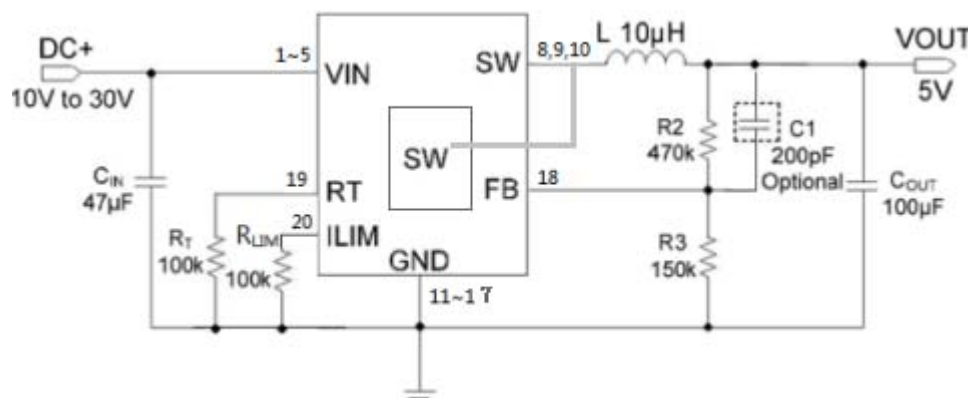 DC+
10V to 30V
1~5
VIN
SW
8,9,10
L 10µH
VOUT
5V
SW
C1
200pF
Optional
R2
470k
19
RT
FB
18
CIN
47µF
COUT
100µF
20
ILIM
RT
100k
RLIM
100k
R3
150k
GND
11~17